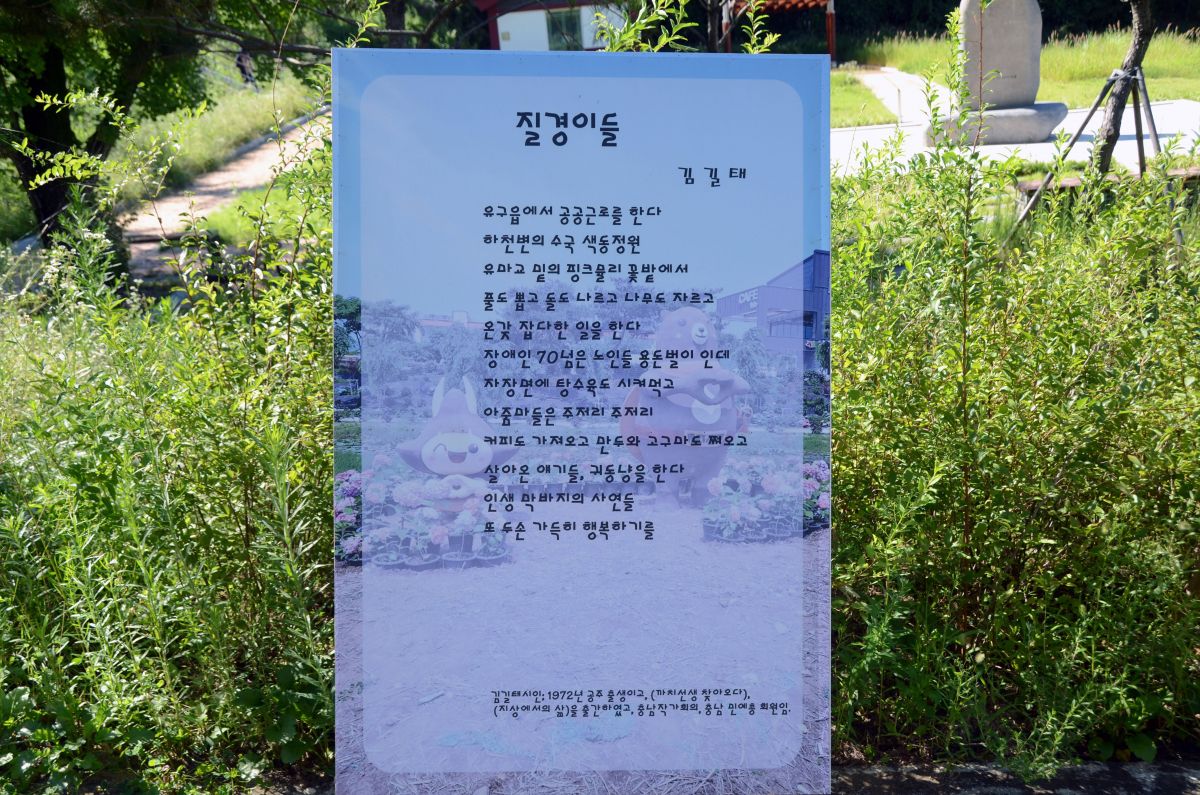 질경이들
김길태
유구읍에서 공공근로를 한다
하천변의 수국 색동정원
유마교 밑의 핑크뮬리 꽃밭에서
풀도 뽑고 돌도 나르고 나무도 자르고
온갖 잡다한 일을 한다
장애인 70넘은 노인들 용돈벌이 인데
자장면에 탕수육도 시켜먹고
아줌마들은 주저리 주저리
커피도 가져오고 만두와 고구마도 쪄오고
살아온 얘기들, 귀동냥을 한다
인생 막바지의 사연들
또 두손 가득히 행복하기를
CAFE
김길태시인; 1972년 공주 출생이고, (까치선생 찾아오다),
(지상에서의 삶)을 출간하였고, 충남작가회의, 충남 민예총 회원임.